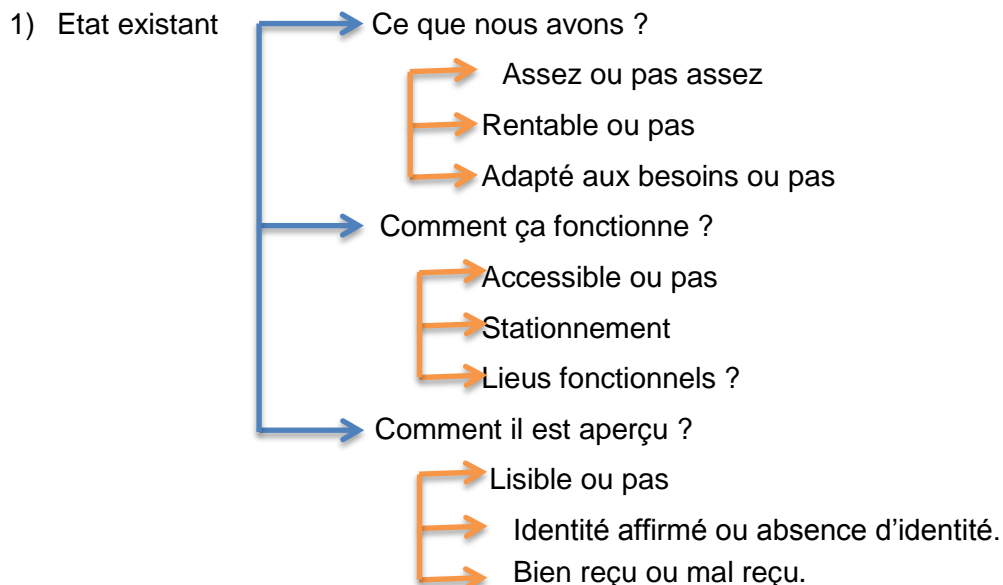 1) Etat existant Ce que nous avons ?
Assez ou pas assez
Rentable ou pas
Adapté aux besoins ou pas
Comment ça fonctionne ?
Accessible ou pas
Stationnement
Lieus fonctionnels ?
Comment il est aperçu ?
Lisible ou pas
Identité affirmé ou absence d’identité.
Bien reçu ou mal reçu.